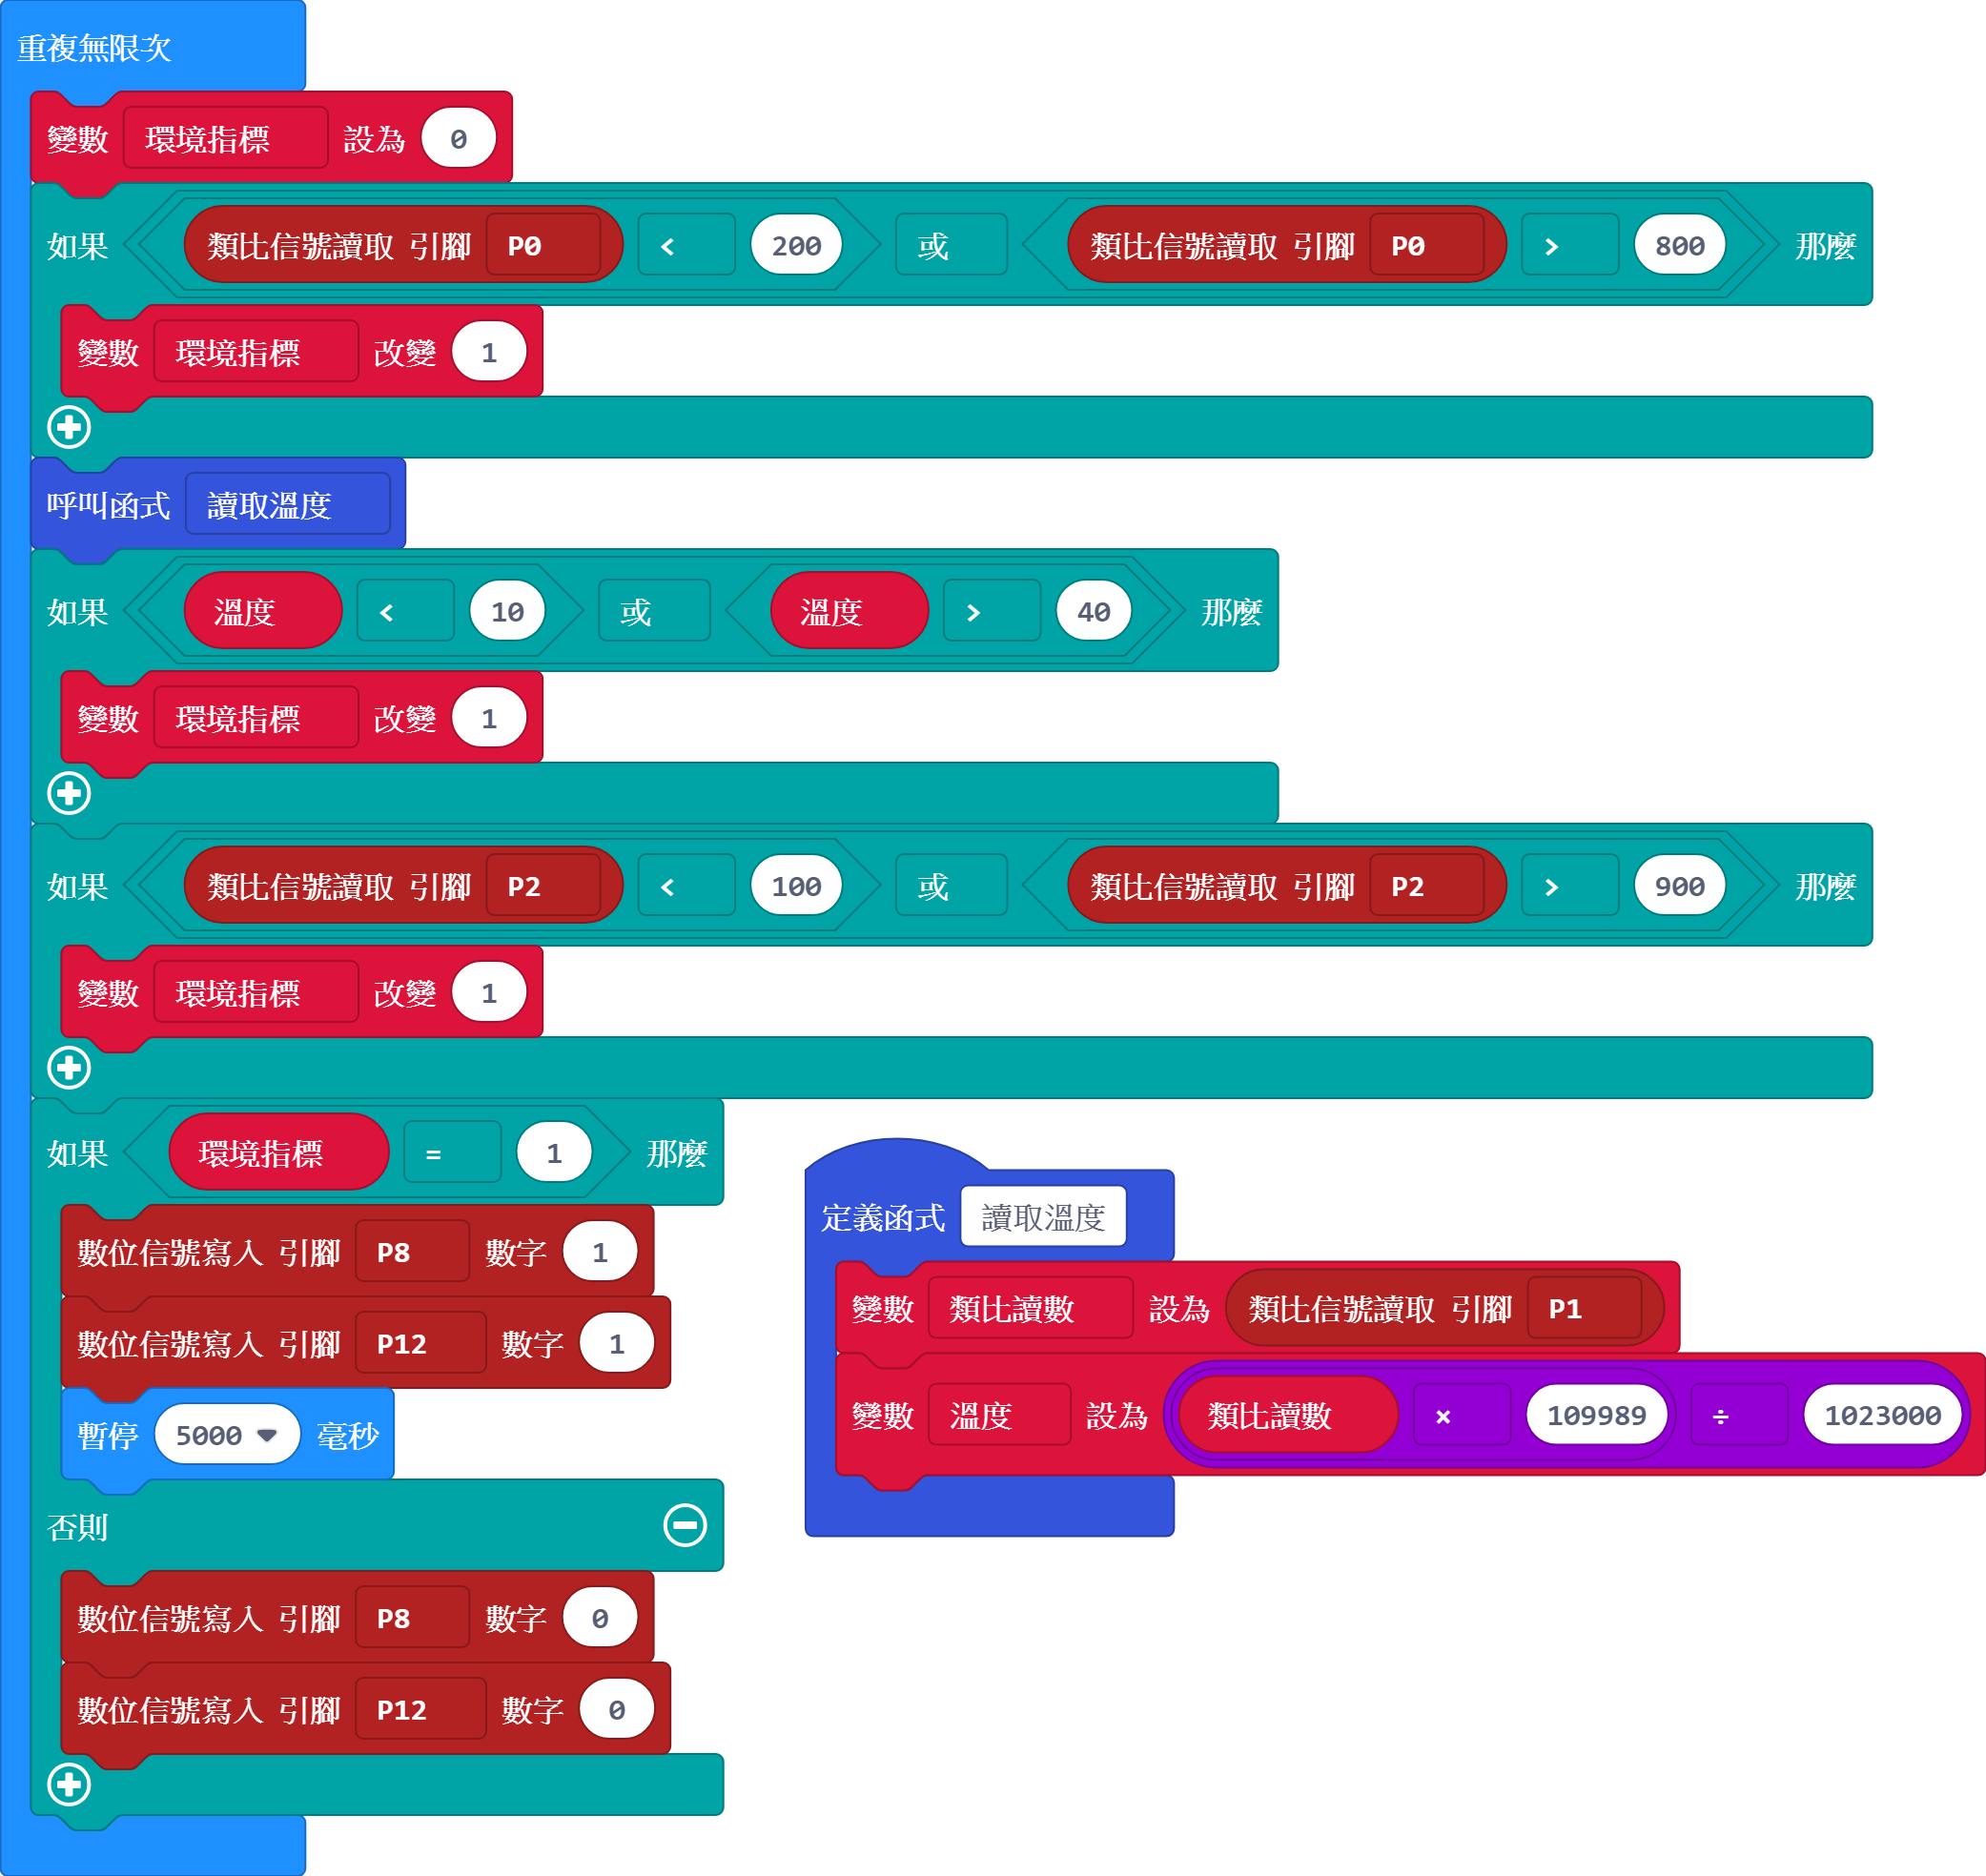 重複無限次
變數 環境指標 設為 0
如果 類比信號讀取 引腳 P0 < 200 或 類比信號讀取 引腳 P0 > 800 那麼
變數 環境指標 改變 1
呼叫函式 讀取溫度
如果 溫度 < 10 或 溫度 > 40 那麼
變數 環境指標 改變 1
如果 類比信號讀取 引腳 P2 < 100 或 類比信號讀取 引腳 P2 > 900 那麼
變數 環境指標 改變 1
如果 環境指標 = 1 那麼
數位信號寫入 引腳 P8 數字 1
數位信號寫入 引腳 P12 數字 1
暫停 5000 毫秒
否則
數位信號寫入 引腳 P8 數字 0
數位信號寫入 引腳 P12 數字 0
定義函式 讀取溫度
變數 類比讀數 設為 類比信號讀取 引腳 P1
變數 溫度 設為 類比讀數 × 109989 ÷ 1023000